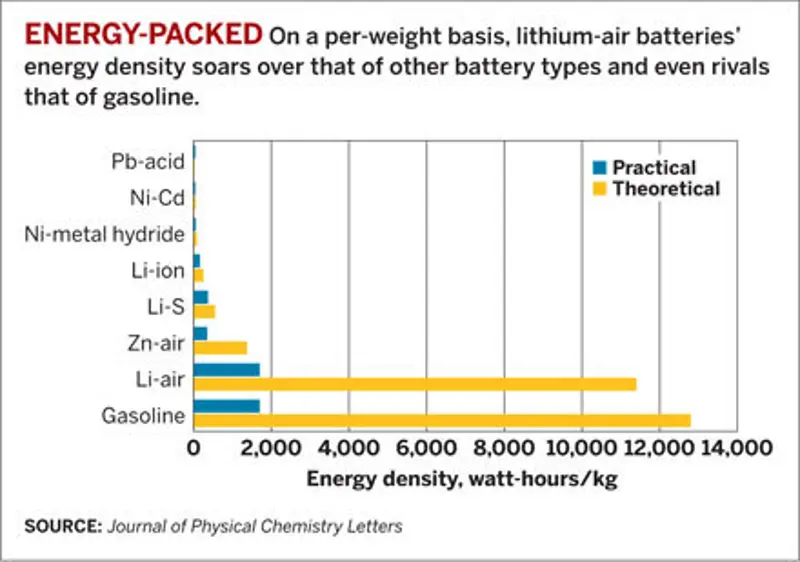 ENERGY-PACKED On a per-weight basis, lithium-air batteries'
energy density soars over that of other battery types and even rivals
that of gasoline.
Practical
Theoretical
Pb-acid
Ni-Cd
Ni-metal hydride
Li-ion
Li-S
Zn-air
Li-air
Gasoline
0 2,000 4,000 6,000 8,000 10,000 12,000 14,000
Energy density, watt-hours/kg
SOURCE: Journal of Physical Chemistry Letters